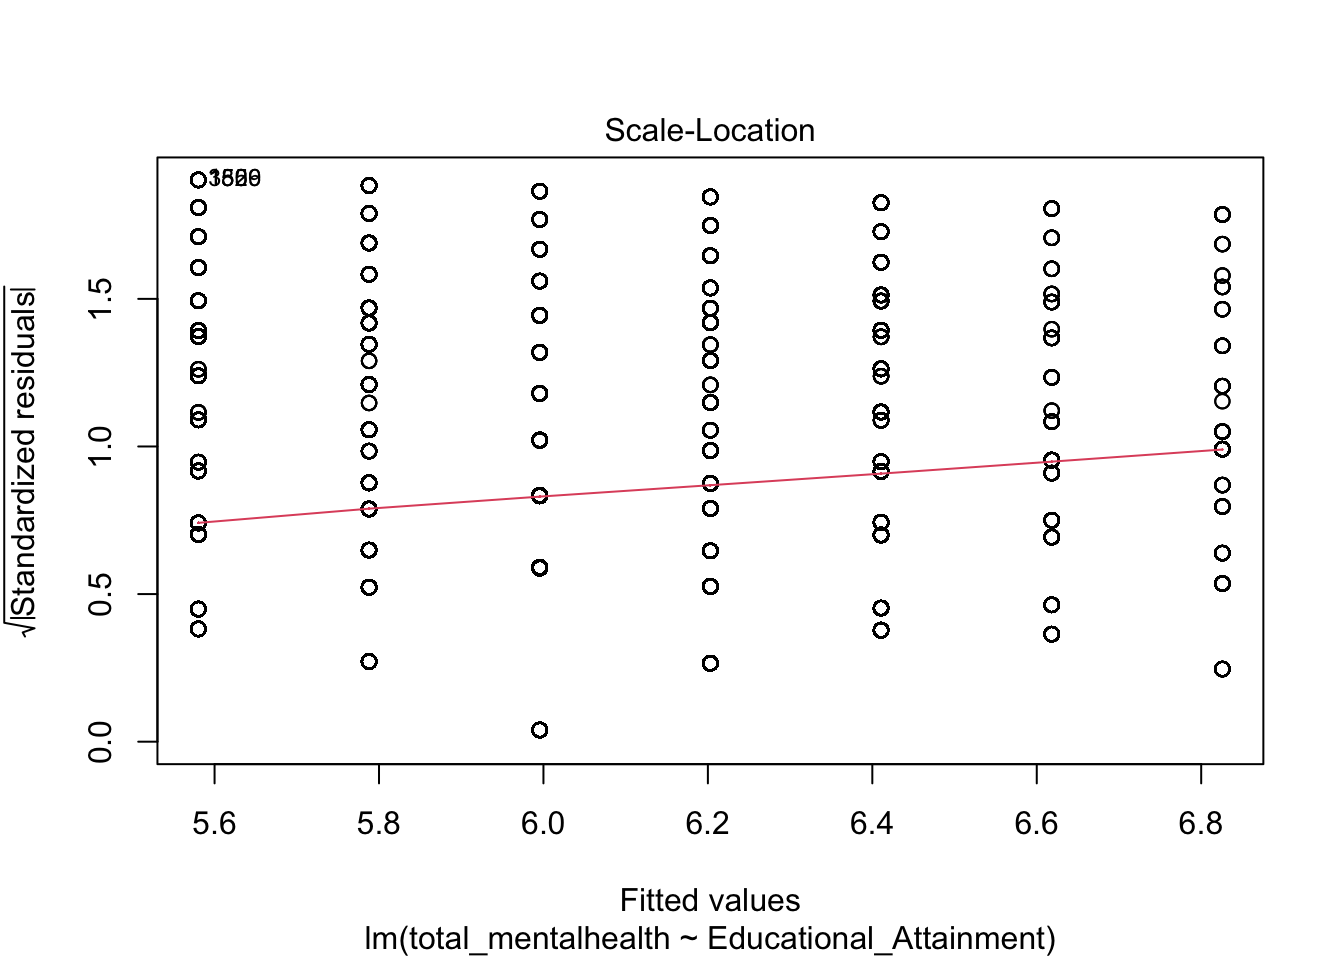 Scale-Location
√|Standardized residuals|
1.5
1.0
0.5
0.0
5.6 5.8 6.0 6.2 6.4 6.6 6.8
Fitted values
lm(total_mentalhealth ~ Educational_Attainment)